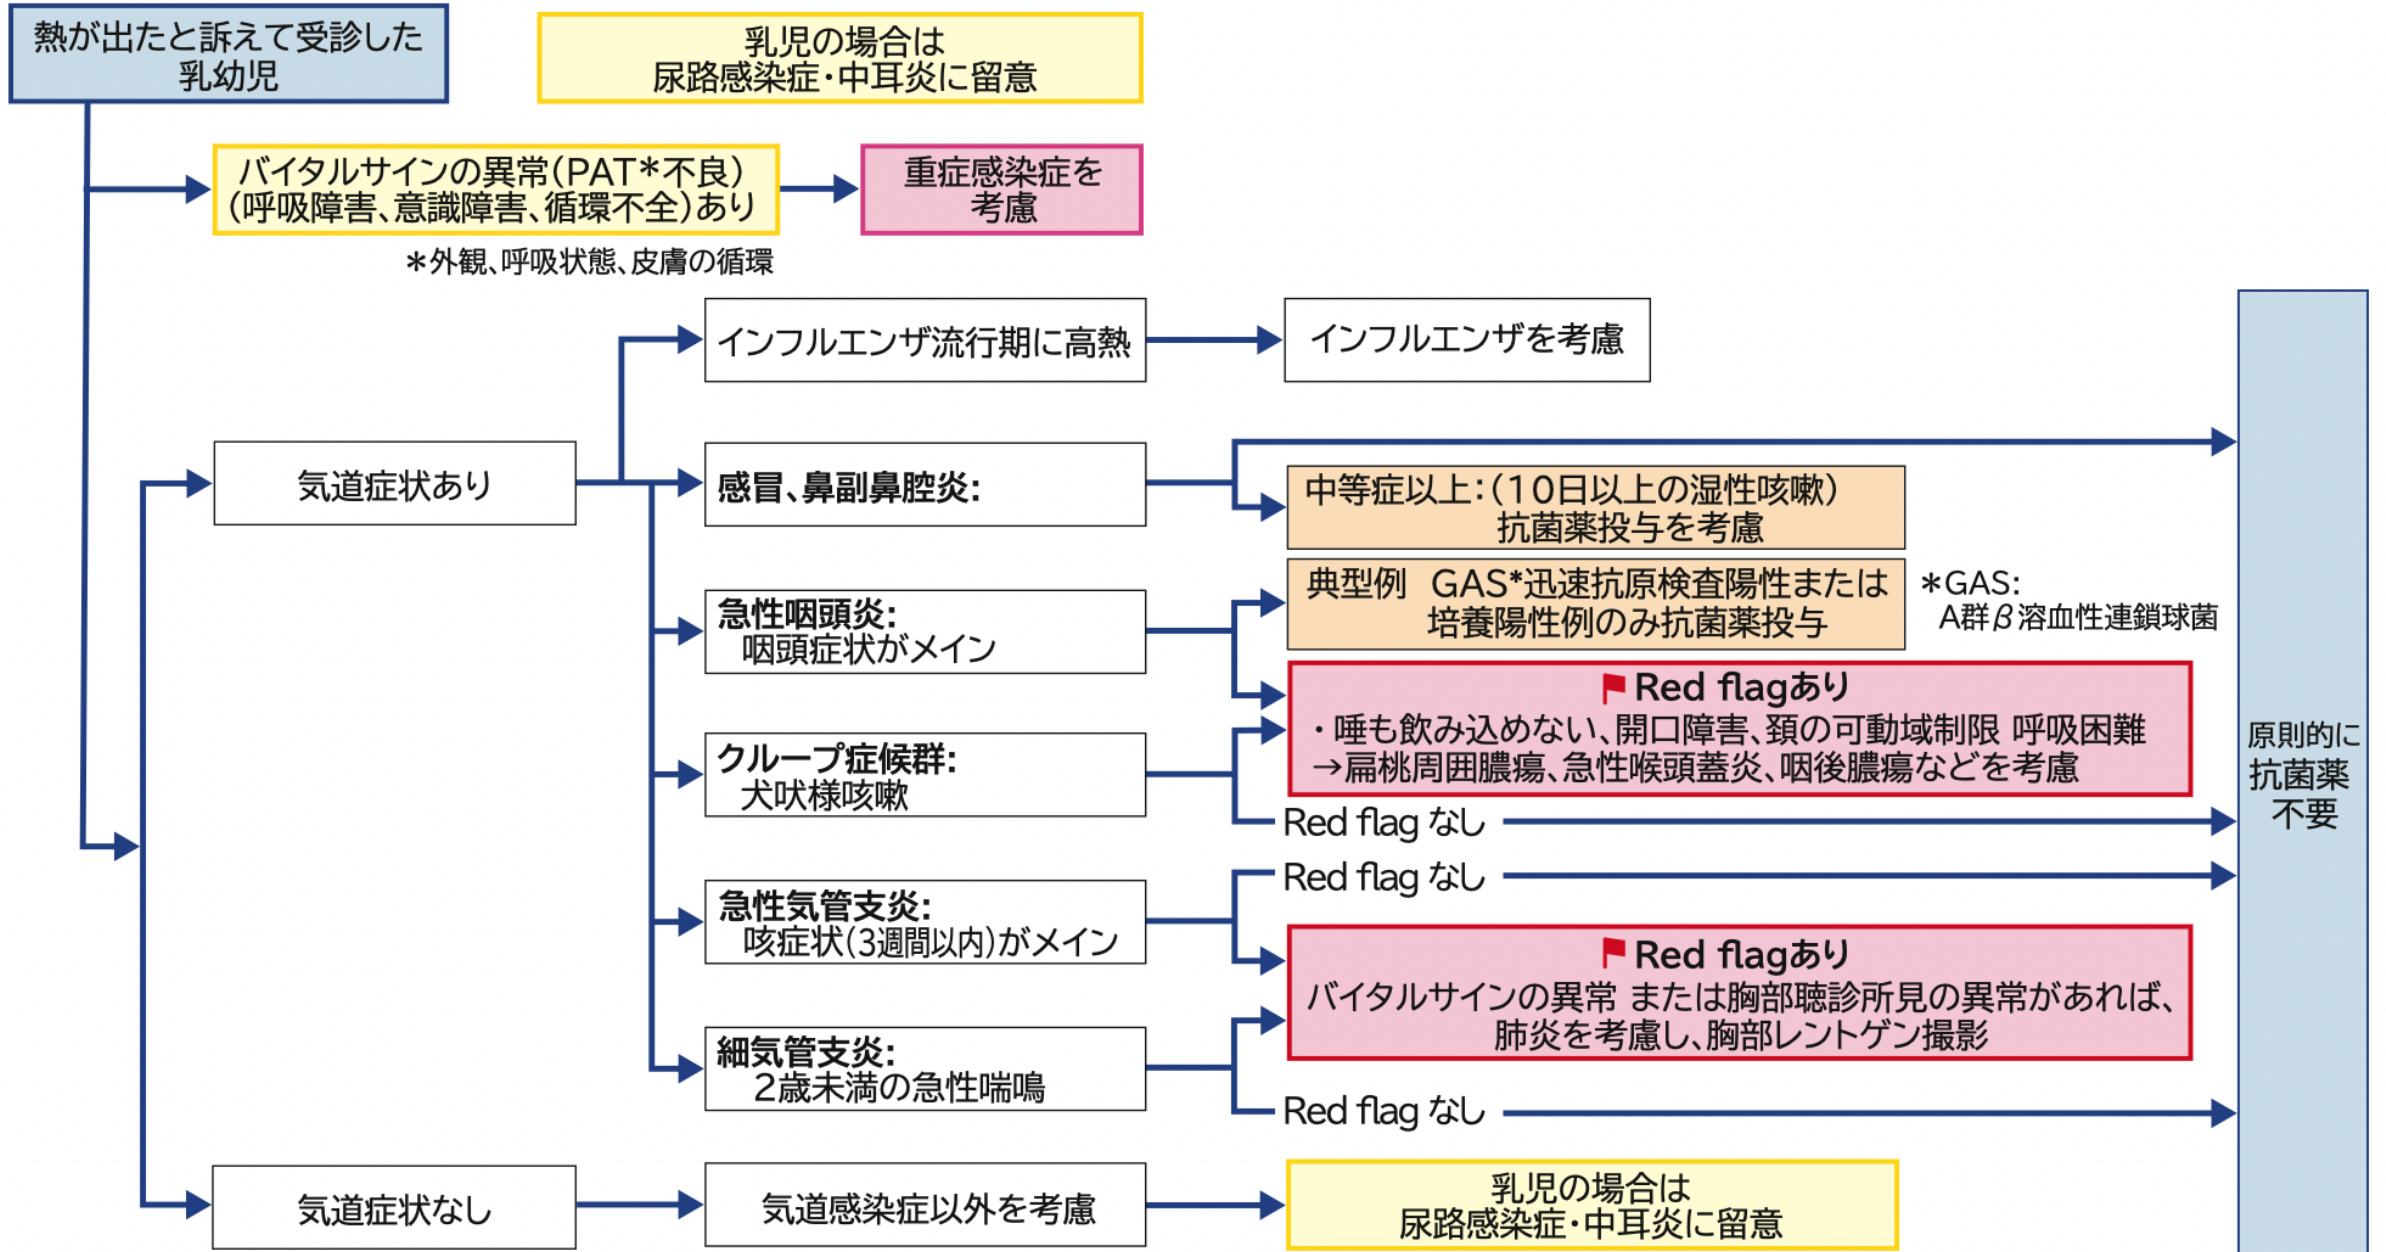 熱が出たと訴えて受診した
乳幼児
乳児の場合は
尿路感染症・中耳炎に留意
バイタルサインの異常(PAT＊不良)
(呼吸障害、意識障害、循環不全)あり
重症感染症を
考慮
＊外観、呼吸状態、皮膚の循環
インフルエンザ流行期に高熱
インフルエンザを考慮
気道症状あり
感冒、鼻副鼻腔炎:
中等症以上:(10日以上の湿性咳嗽)
抗菌薬投与を考慮
急性咽頭炎:
咽頭症状がメイン
典型例 GAS*迅速抗原検査陽性または
培養陽性例のみ抗菌薬投与
＊GAS:
A群β溶血性連鎖球菌
Red flagあり
・唾も飲み込めない、開口障害、頚の可動域制限 呼吸困難
→扁桃周囲膿瘍、急性喉頭蓋炎、咽後膿瘍などを考慮
クループ症候群:
犬吠様咳嗽
Red flag なし
急性気管支炎:
咳症状(3週間以内)がメイン
Red flag なし
Red flagあり
バイタルサインの異常 または胸部聴診所見の異常があれば、
肺炎を考慮し、胸部レントゲン撮影
細気管支炎:
2歳未満の急性喘鳴
Red flag なし
原則的に
抗菌薬
不要
気道症状なし
気道感染症以外を考慮
乳児の場合は
尿路感染症・中耳炎に留意